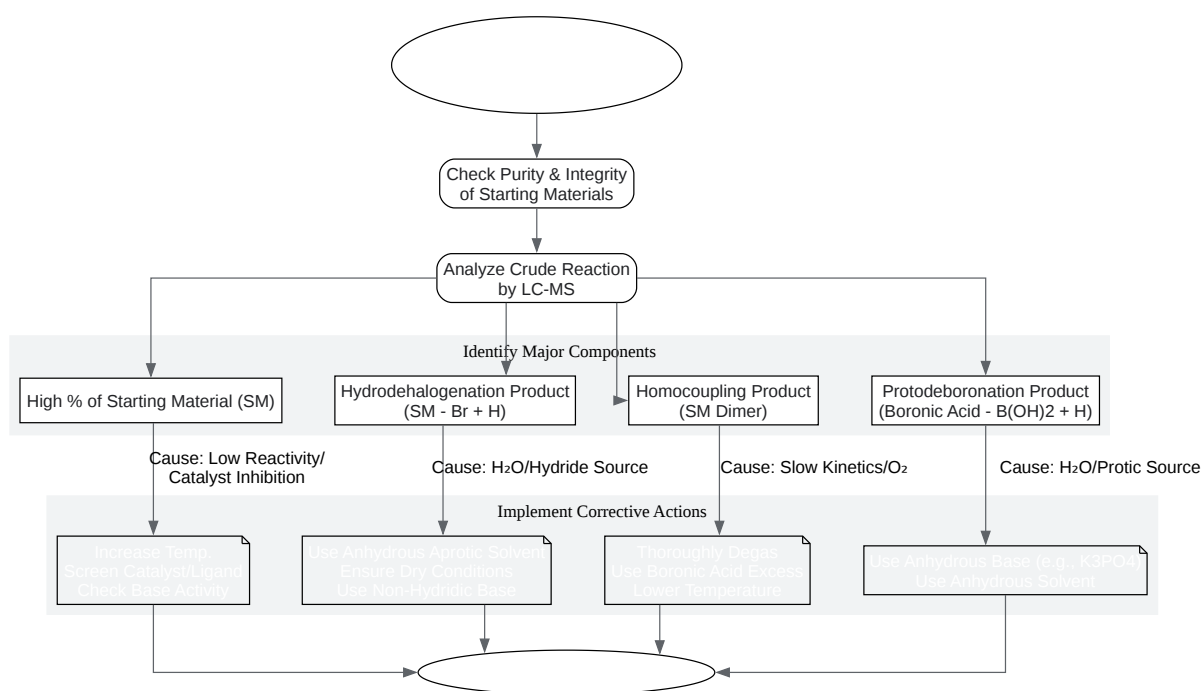 Check Purity & Integrity
of Starting Materials
Analyze Crude Reaction
by LC-MS
Identify Major Components
High % of Starting Material (SM)
Hydrodehalogenation Product
(SM - Br + H)
Homocoupling Product
(SM Dimer)
Protodeboronation Product
(Boronic Acid - B(OH)2 + H)
Cause: Low Reactivity/
Catalyst Inhibition
Cause: H₂O/Hydride Source
Cause: Slow Kinetics/O₂
Cause: H₂O/Protic Source
Implement Corrective Actions
Increase Temp.
Screen Catalyst/Ligand
Check Base Activity
Use Anhydrous Aprotic Solvent
Ensure Dry Conditions
Use Non-Hydridic Base
Thoroughly Degas
Use Boronic Acid Excess
Lower Temperature
Use Anhydrous Base (e.g., K3PO4)
Use Anhydrous Solvent